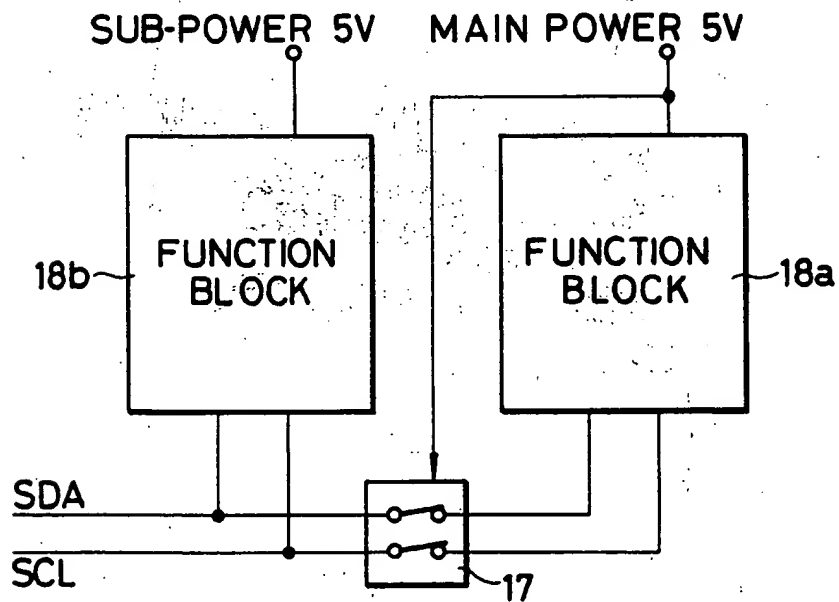 SUB-POWER 5V
MAIN POWER 5V
FUNCTION
BLOCK
18b
FUNCTION
BLOCK
18a
SDA
SCL
17